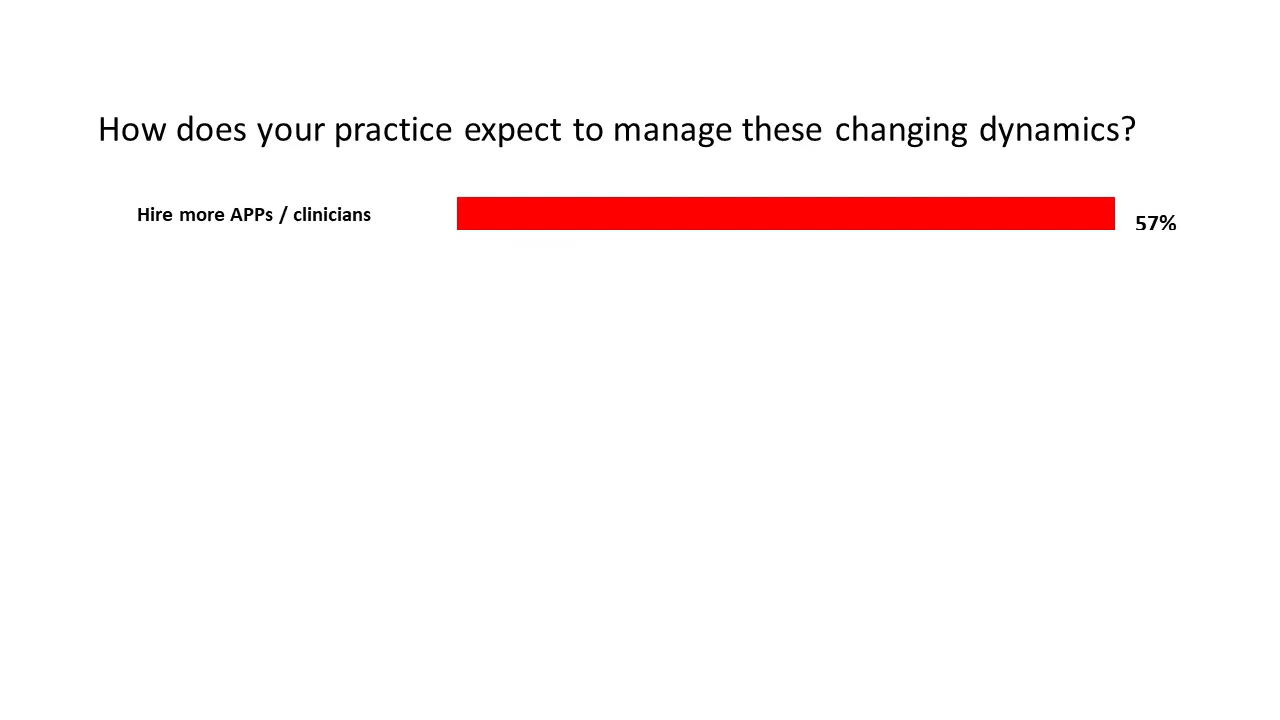 How does your practice expect to manage these changing dynamics?
Hire more APPs / clinicians
57%